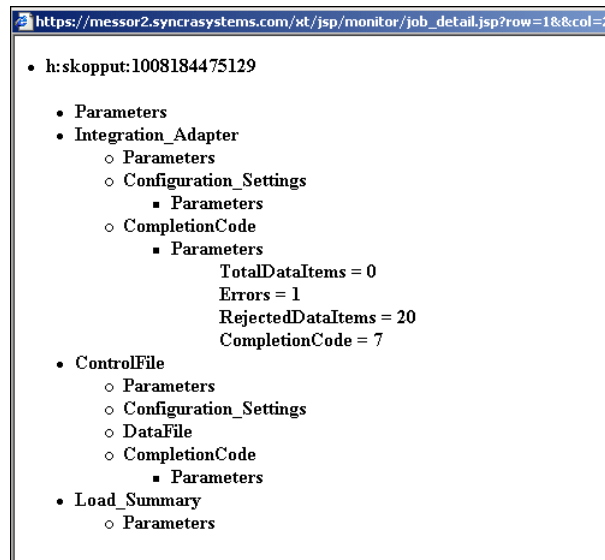 https://messor2.syncrasystems.com/xt/jsp/monitor/job_detail.jsp?row=1&&col=2
h:skopput:1008184475129
Parameters
Integration_Adapter
Parameters
Configuration_Settings
Parameters
CompletionCode
Parameters
TotalDataItems = 0
Errors = 1
RejectedDataItems = 20
CompletionCode = 7
ControlFile
Parameters
Configuration_Settings
DataFile
CompletionCode
Parameters
Load_Summary
Parameters